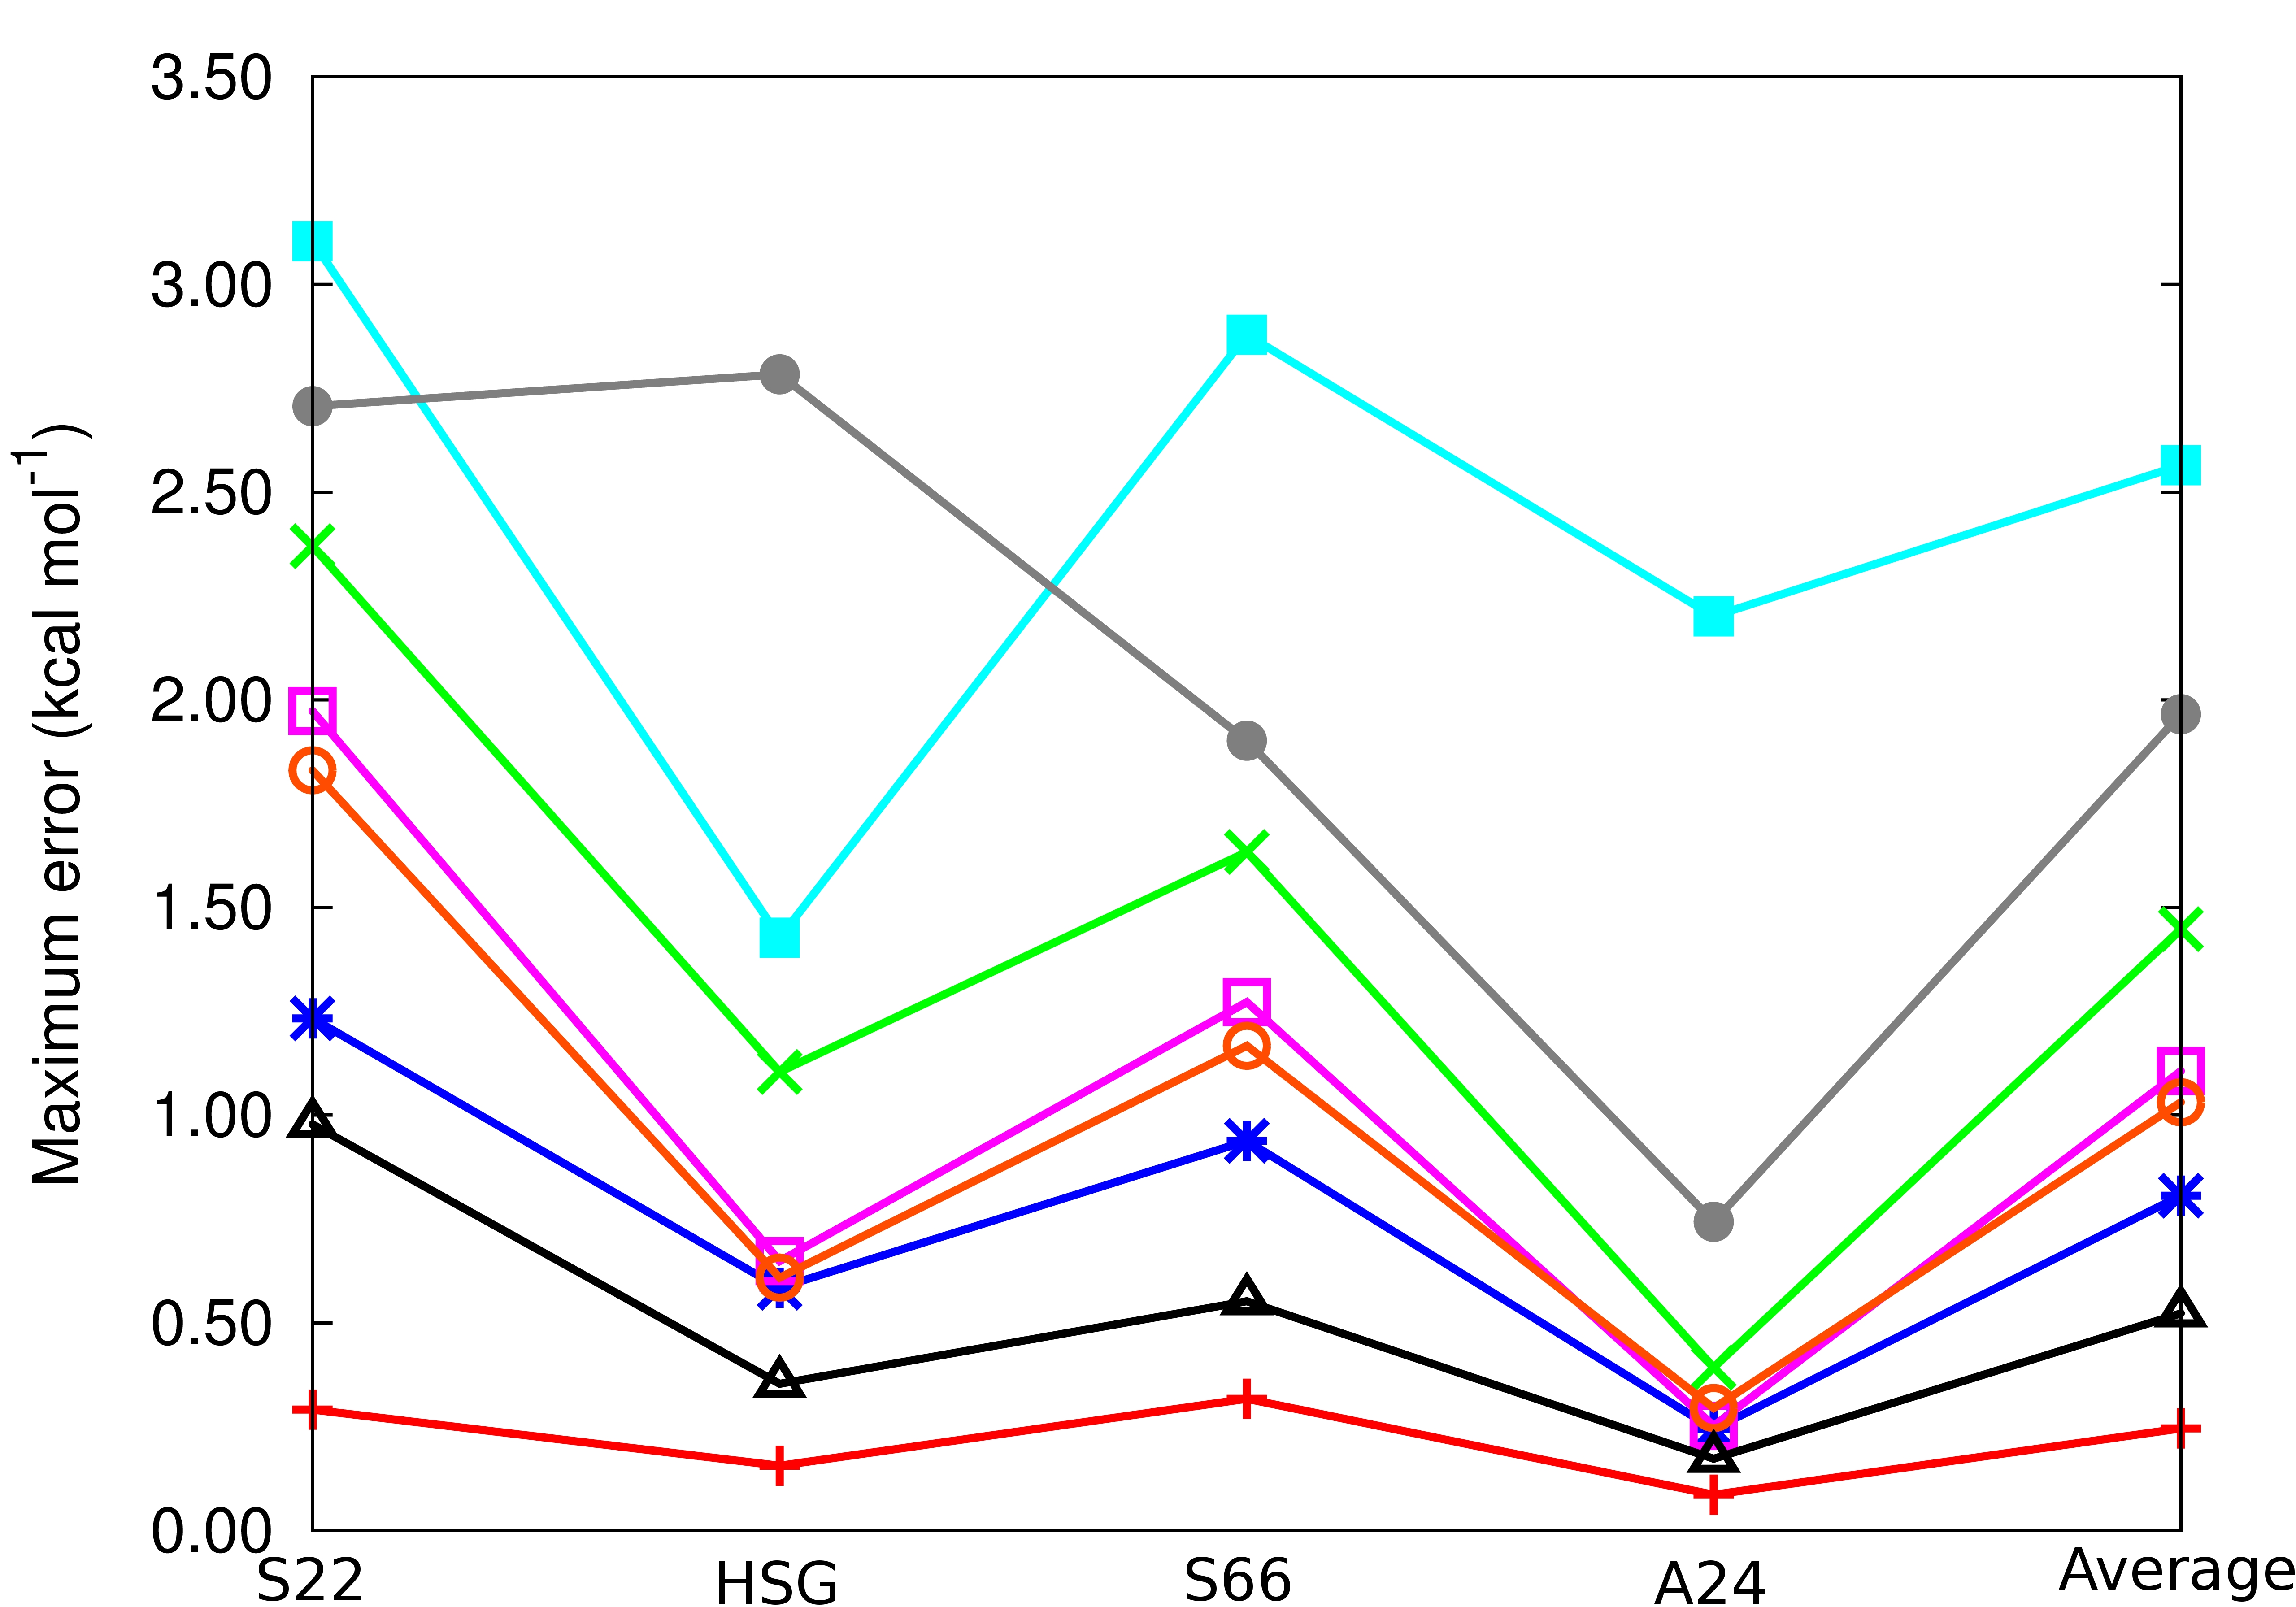 3.50
3.00
2.50
2.00
1.50
1.00
0.50
0.00
Maximum error (kcal mol-1)
S22
HSG
S66
A24
Average